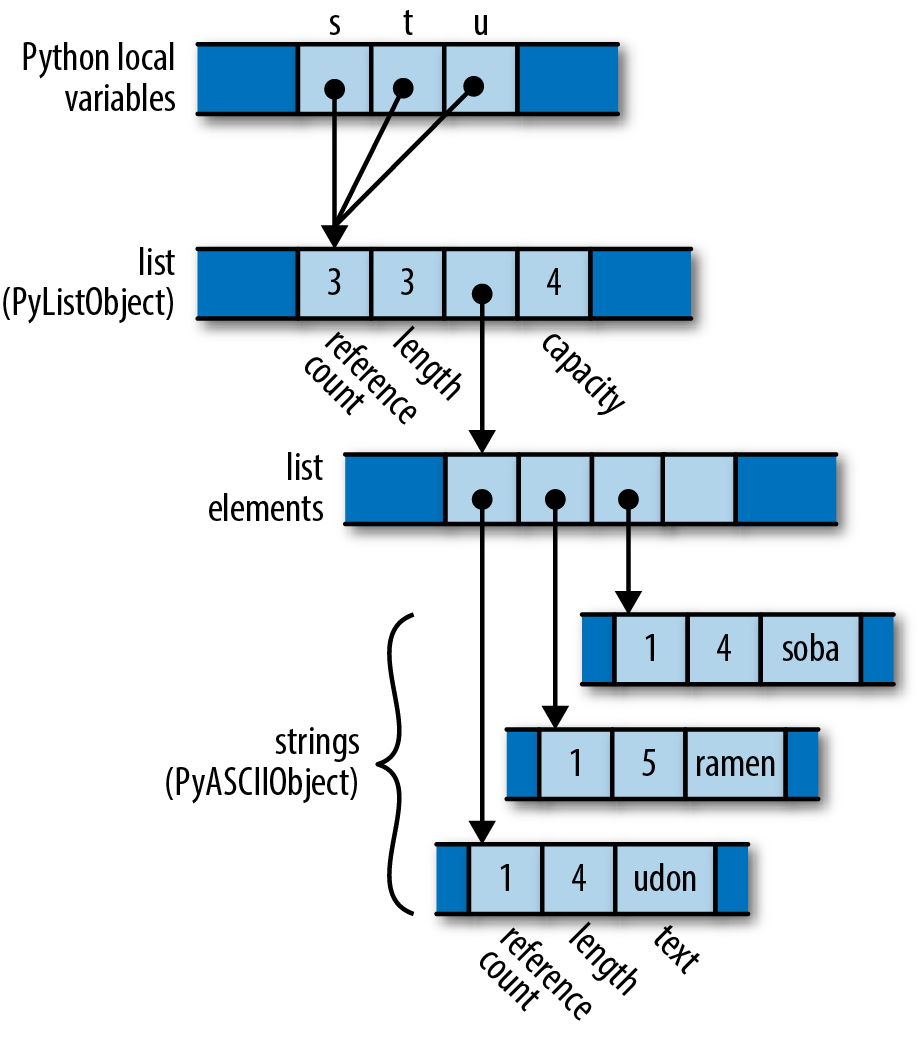 s t u
Python local
variables
list
(PyListObject)
3 3 4
reference
count
length
capacity
list
elements
1 4 soba
strings
(PyASCIIObject)
1 5 ramen
1 4 udon
reference
count
length
text